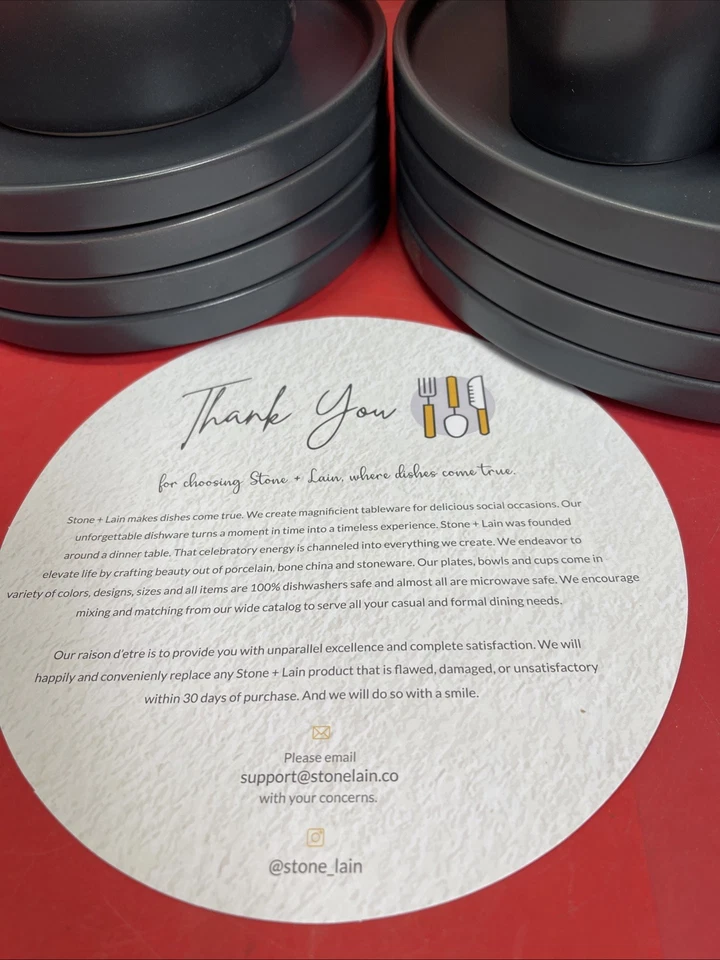 Thank You
for choosing Stone + Lain, where dishes come true.
Stone + Lain makes dishes come true. We create magnificient tableware for delicious social occasions. Our
unforgettable dishware turns a moment in time into a timeless experience. Stone + Lain was founded
around a dinner table. That celebratory energy is channeled into everything we create. We endeavor to
elevate life by crafting beauty out of porcelain, bone china and stoneware. Our plates, bowls and cups come in
variety of colors, designs, sizes and all items are 100% dishwashers safe and almost all are microwave safe. We encourage
mixing and matching from our wide catalog to serve all your casual and formal dining needs.
Our raison d'etre is to provide you with unparallel excellence and complete satisfaction. We will
happily and convenienly replace any Stone + Lain product that is flawed, damaged, or unsatisfactory
within 30 days of purchase. And we will do so with a smile.
Please email
support@stonelain.co
with your concerns.
@stone_lain